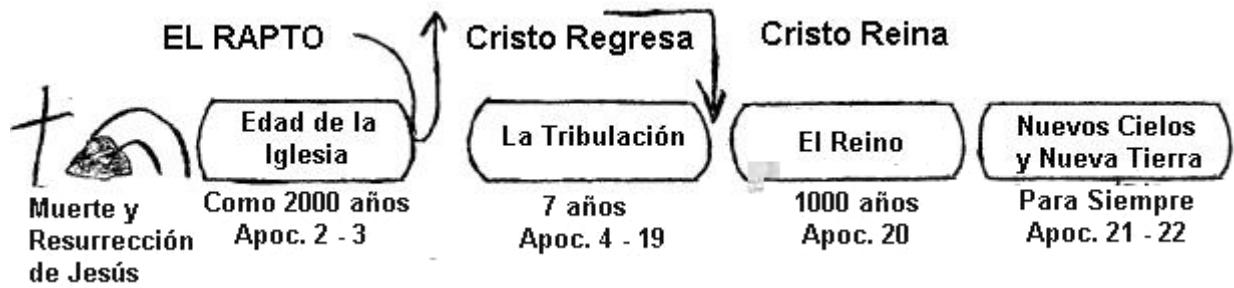 EL RAPTO
Cristo Regresa
Cristo Reina
Muerte y
Resurrección
de Jesús
Edad de la
Iglesia
Como 2000 años
Apoc. 2 - 3
La Tribulación
7 años
Apoc. 4 - 19
El Reino
1000 años
Apoc. 20
Nuevos Cielos
y Nueva Tierra
Para Siempre
Apoc. 21 - 22